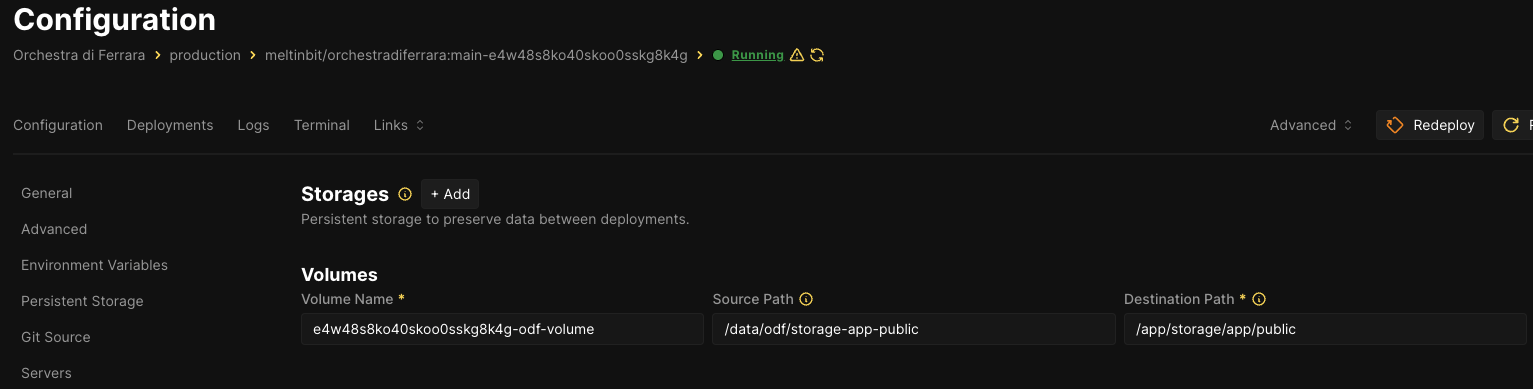 Configuration
Orchestra di Ferrara > production > meltinbit/orchestradiferrara:main-e4w48s8ko40skoo0sskg8k4g > Running
Configuration Deployments Logs Terminal Links Advanced Redeploy
General
Advanced
Environment Variables
Persistent Storage
Git Source
Servers
Storages + Add
Persistent storage to preserve data between deployments.
Volumes
Volume Name * Source Path Destination Path *
e4w48s8ko40skoo0sskg8k4g-odf-volume /data/odf/storage-app-public /app/storage/app/public